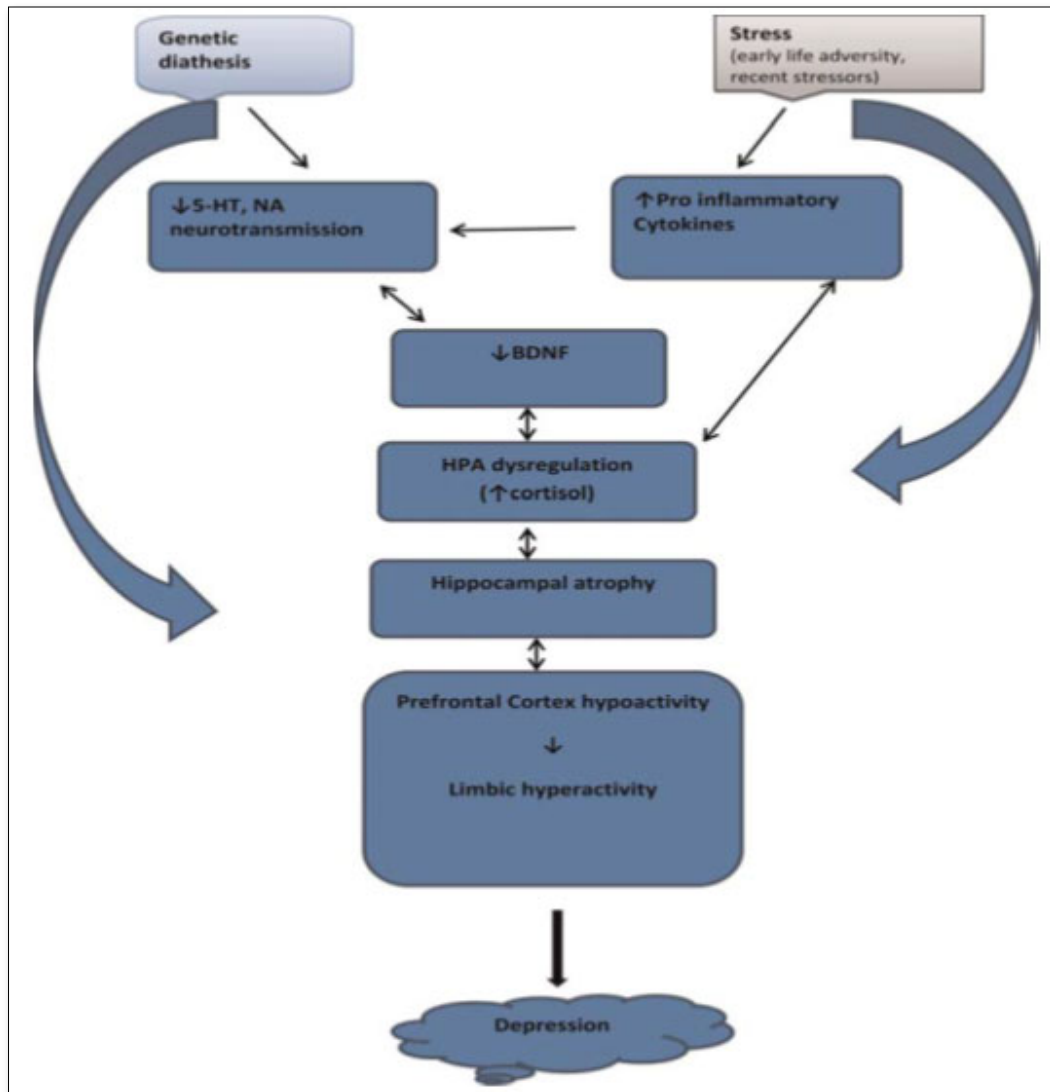 Genetic
diathesis
Stress
(early life adversity,
recent stressors)
↓5-HT, NA
neurotransmission
↑Pro inflammatory
Cytokines
↓BDNF
HPA dysregulation
(↑cortisol)
Hippocampal atrophy
Prefrontal Cortex hypoactivity
↓
Limbic hyperactivity
Depression